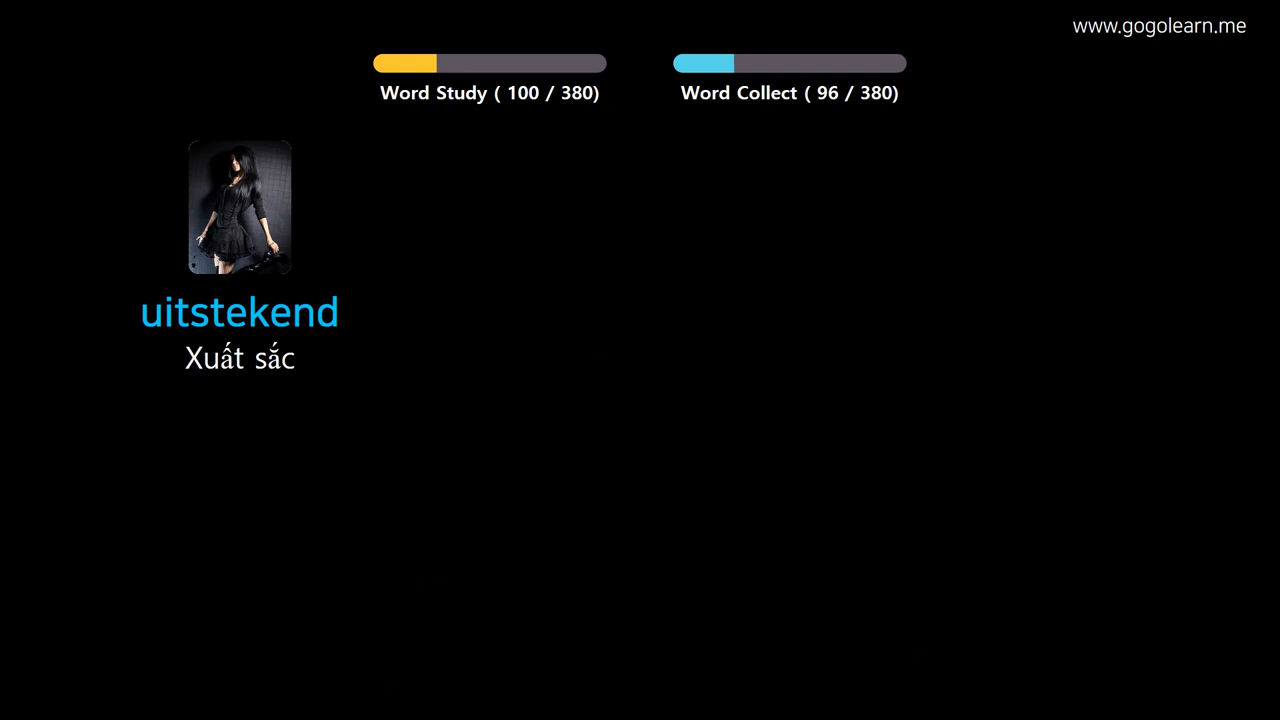 www.gogolearn.me
Word Study ( 100 / 380)
Word Collect ( 96 / 380)
uitstekend
Xuất sắc